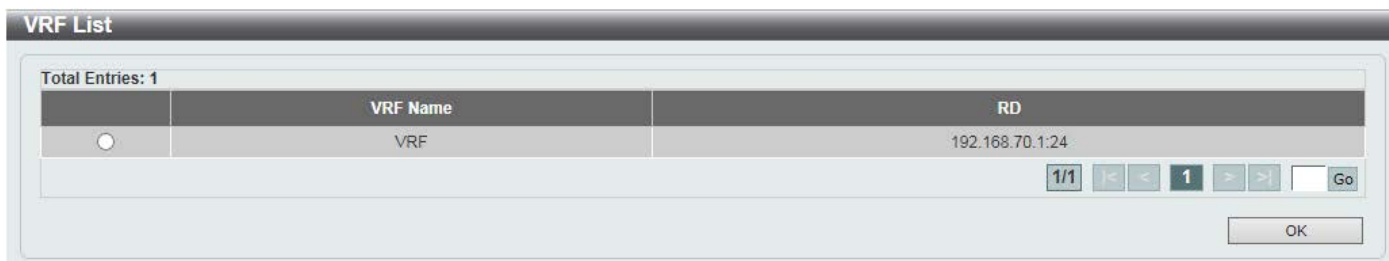 VRF List
Total Entries: 1
VRF Name RD
VRF 192.168.70.1:24
1/1 |< < 1 > >| Go
OK